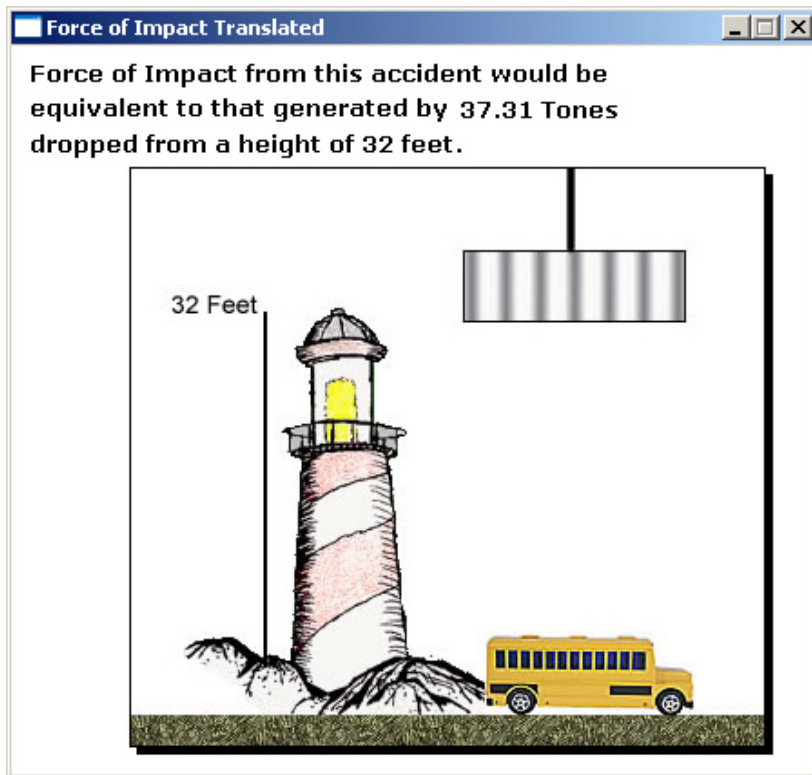 Force of Impact Translated
Force of Impact from this accident would be
equivalent to that generated by 37.31 Tones
dropped from a height of 32 feet.
32 Feet